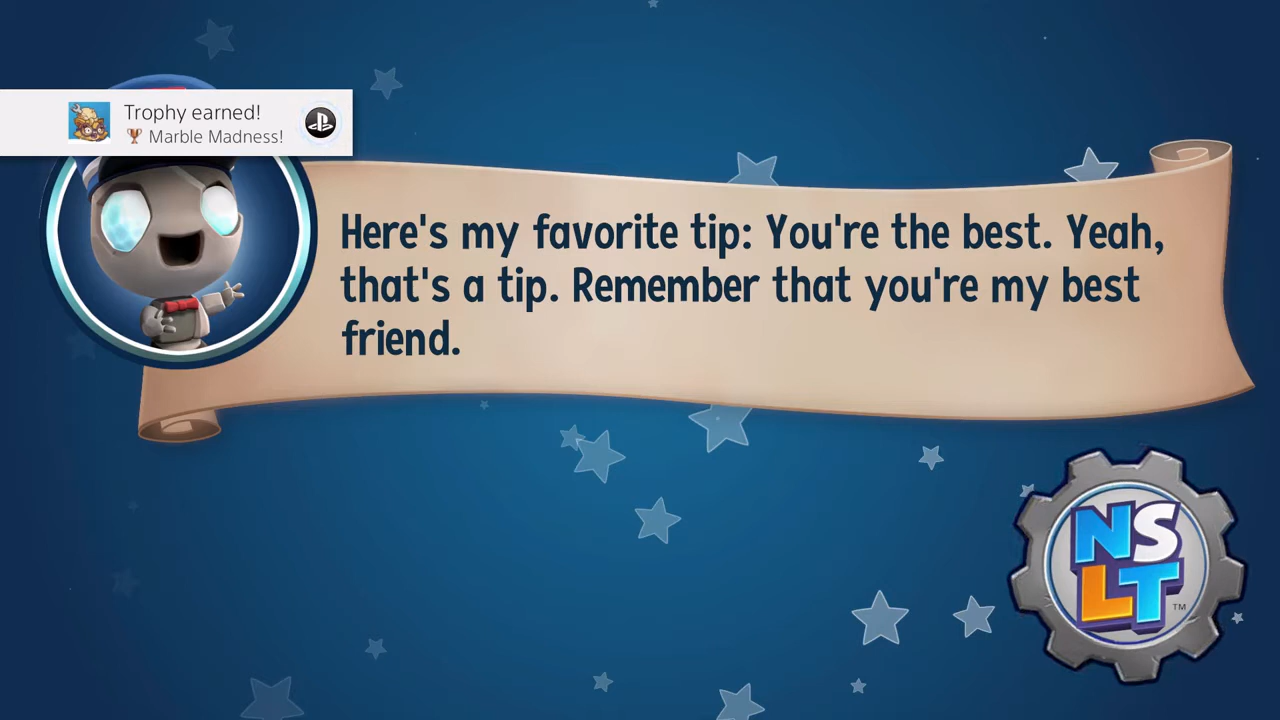 Trophy earned!
Marble Madness!
Here's my favorite tip: You're the best. Yeah,
that's a tip. Remember that you're my best
friend.
NS
LT
TM